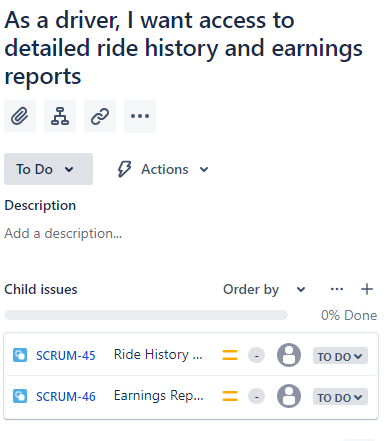 As a driver, I want access to
detailed ride history and earnings
reports
To Do
Actions
Description
Add a description...
Child issues
Order by
0% Done
SCRUM-45 Ride History ... - TO DO
SCRUM-46 Earnings Rep... - TO DO